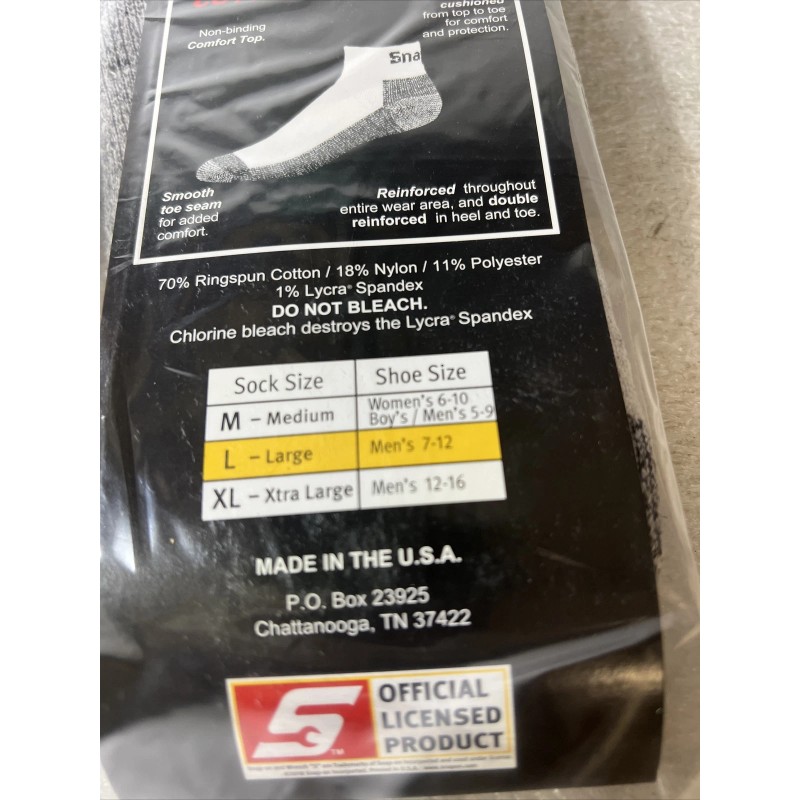 Non-binding
Comfort Top.
cushioned
from top to toe
for comfort
and protection.
Sna
Smooth
toe seam
for added
comfort.
Reinforced throughout
entire wear area, and double
reinforced in heel and toe.
70% Ringspun Cotton / 18% Nylon / 11% Polyester
1% Lycra® Spandex
DO NOT BLEACH.
Chlorine bleach destroys the Lycra® Spandex
Sock Size Shoe Size
M – Medium Women's 6-10
Boy's / Men's 5-9
L – Large Men's 7-12
XL – Xtra Large Men's 12-16
MADE IN THE U.S.A.
P.O. Box 23925
Chattanooga, TN 37422
S TM
OFFICIAL
LICENSED
PRODUCT